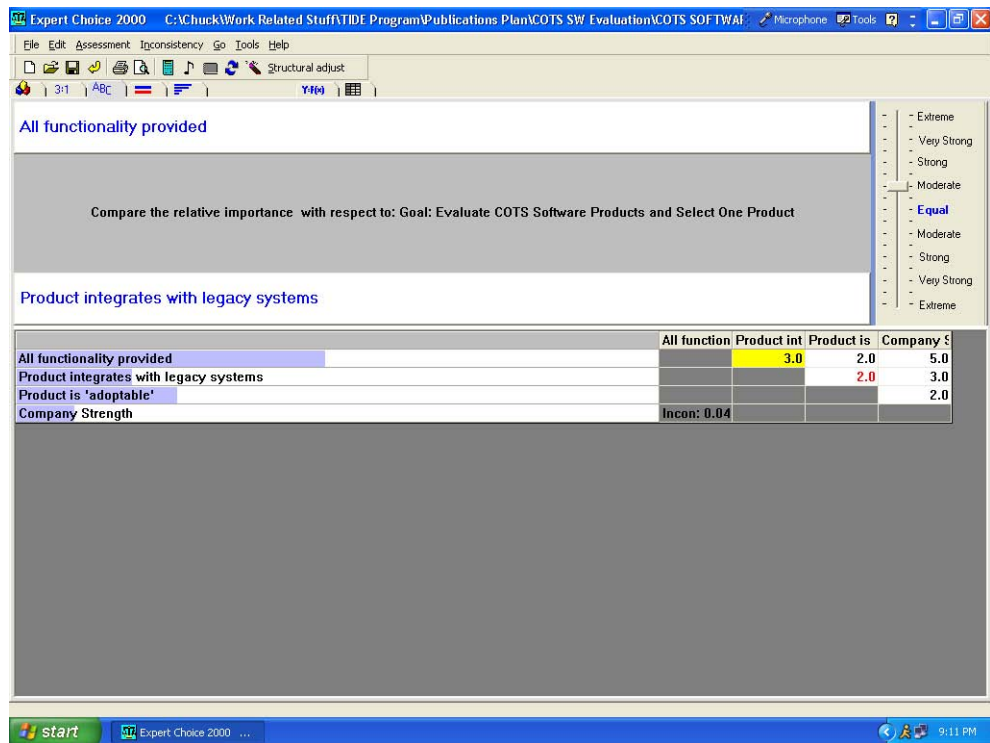 Expert Choice 2000 C:\Chuck\Work Related Stuff\TIDE Program\Publications Plan\COTS SW Evaluation\COTS SOFTWAF Microphone Tools
File Edit Assessment Inconsistency Go Tools Help
Structural adjust
3:1 ABC Y=F(x)
All functionality provided
Compare the relative importance with respect to: Goal: Evaluate COTS Software Products and Select One Product
Product integrates with legacy systems
Extreme
Very Strong
Strong
Moderate
Equal
Moderate
Strong
Very Strong
Extreme
All function Product int Product is Company S
All functionality provided 3.0 2.0 5.0
Product integrates with legacy systems 2.0 3.0
Product is 'adoptable' 2.0
Company Strength Incon: 0.04
start Expert Choice 2000 ... 9:11 PM